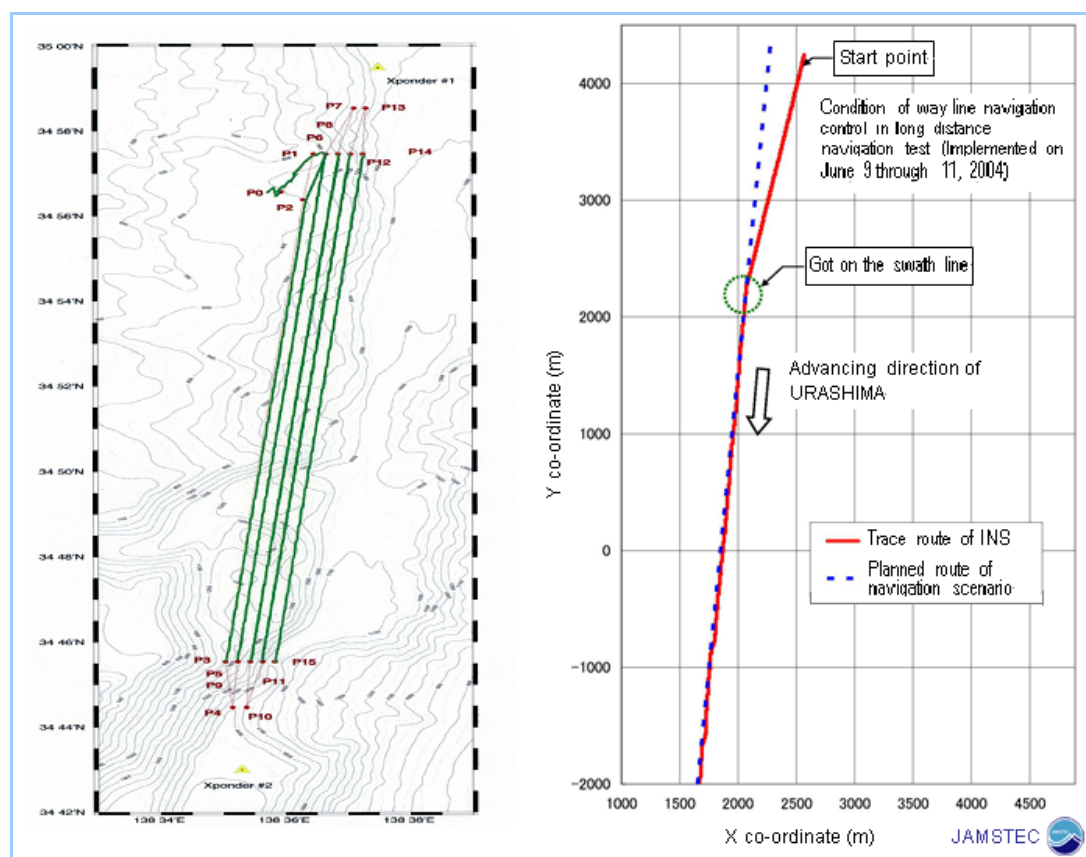 35 00'N
Xponder #1
P7
P13
34 58'N
P8
P6
P1
P14
P12
P0
P2
34 56'N
34 54'N
34 52'N
34 50'N
34 48'N
34 46'N
P3
P15
P5
P9
P11
P4
P10
34 44'N
Xponder #2
34 42'N
138 34'E
138 36'E
138 38'E
Start point
Condition of way line navigation
control in long distance
navigation test (Implemented on
June 9 through 11, 2004)
Got on the swath line
Advancing direction of
URASHIMA
Trace route of INS
Planned route of
navigation scenario
Y co-ordinate (m)
4000
3000
2000
1000
0
−1000
−2000
1000
1500
2000
2500
3000
3500
4000
4500
X co-ordinate (m)
JAMSTEC